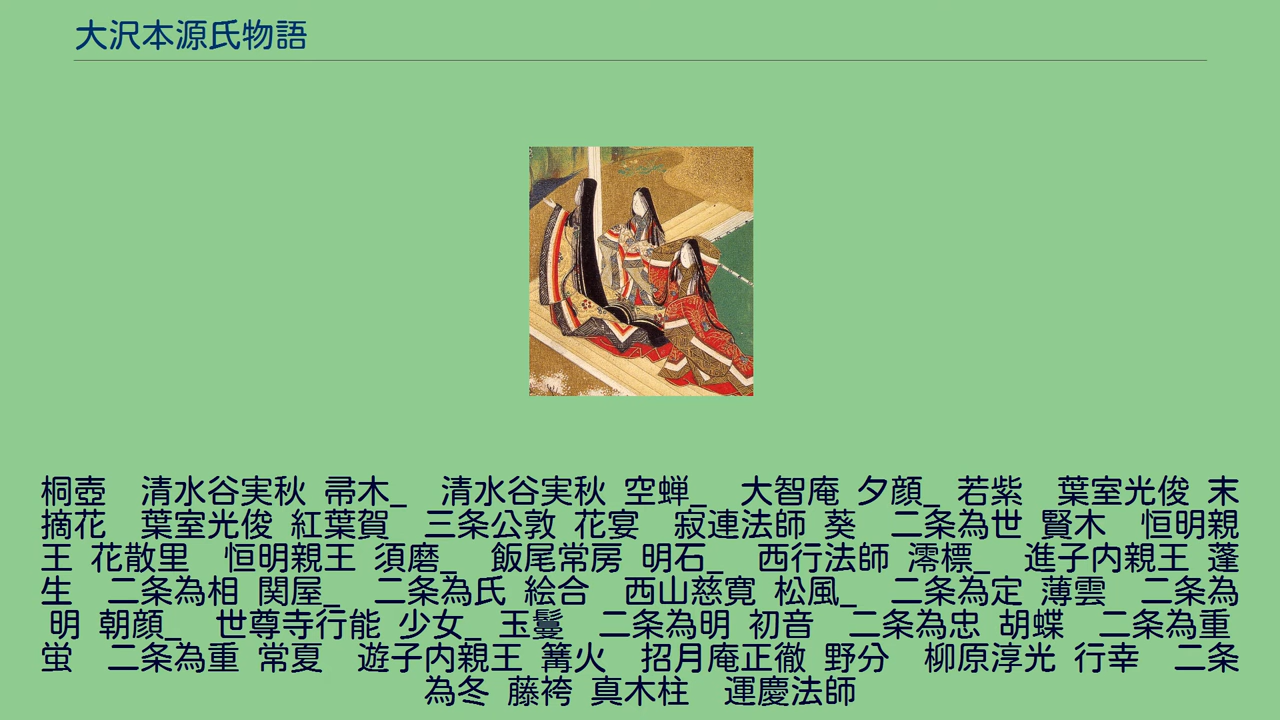 大沢本源氏物語
桐壺　清水谷実秋 帚木_　清水谷実秋 空蝉_　大智庵 夕顔_ 若紫　葉室光俊 末
摘花　葉室光俊 紅葉賀　三条公敦 花宴　寂連法師 葵　二条為世 賢木　恒明親
王 花散里　恒明親王 須磨_　飯尾常房 明石_　西行法師 澪標_　進子内親王 蓬
生　二条為相 関屋_　二条為氏 絵合　西山慈寛 松風_　二条為定 薄雲　二条為
明 朝顔_　世尊寺行能 少女_ 玉鬘　二条為明 初音　二条為忠 胡蝶　二条為重
蛍　二条為重 常夏　遊子内親王 篝火　招月庵正徹 野分　柳原淳光 行幸　二条
為冬 藤袴 真木柱　運慶法師